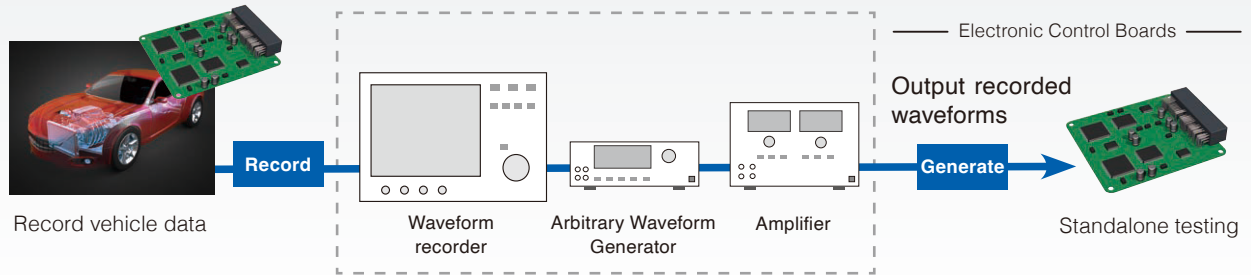 Electronic Control Boards
Output recorded
waveforms
Record
Generate
Record vehicle data
Waveform
recorder
Arbitrary Waveform
Generator
Amplifier
Standalone testing